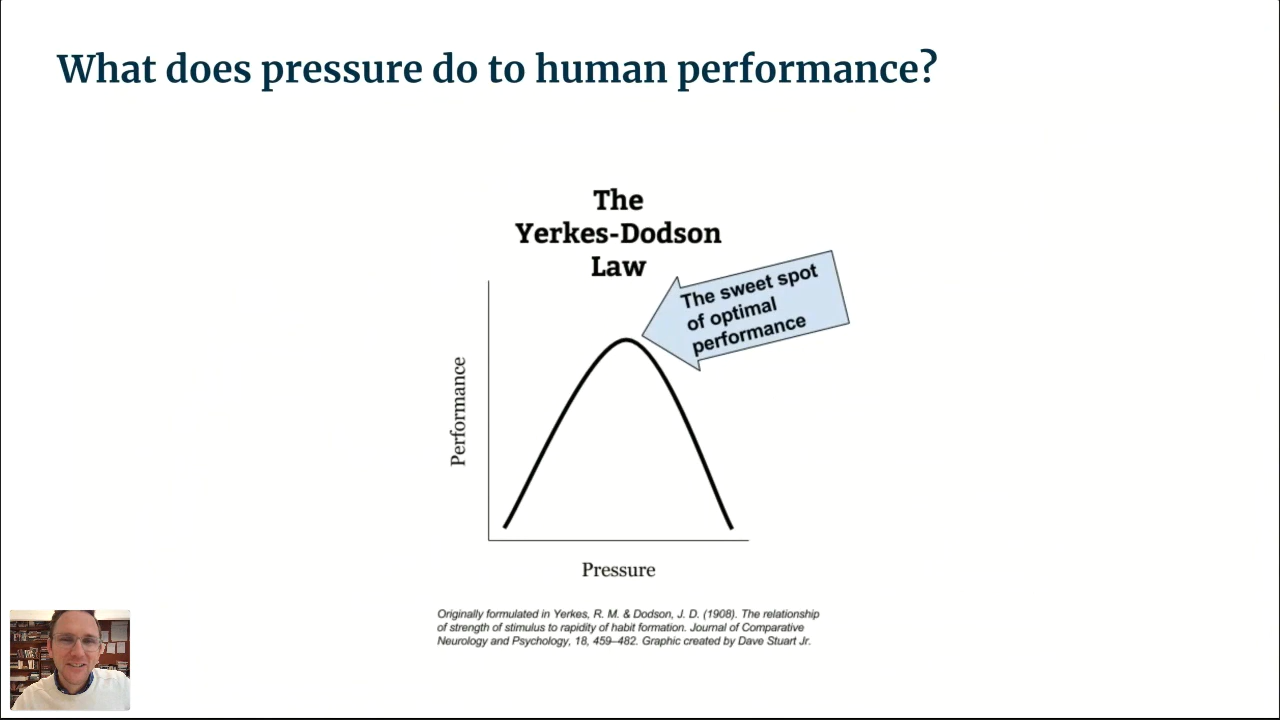 What does pressure do to human performance?
The
Yerkes-Dodson
Law
The sweet spot
of optimal
performance
Performance
Pressure
Originally formulated in Yerkes, R. M. & Dodson, J. D. (1908). The relationship
of strength of stimulus to rapidity of habit formation. Journal of Comparative
Neurology and Psychology, 18, 459–482. Graphic created by Dave Stuart Jr.